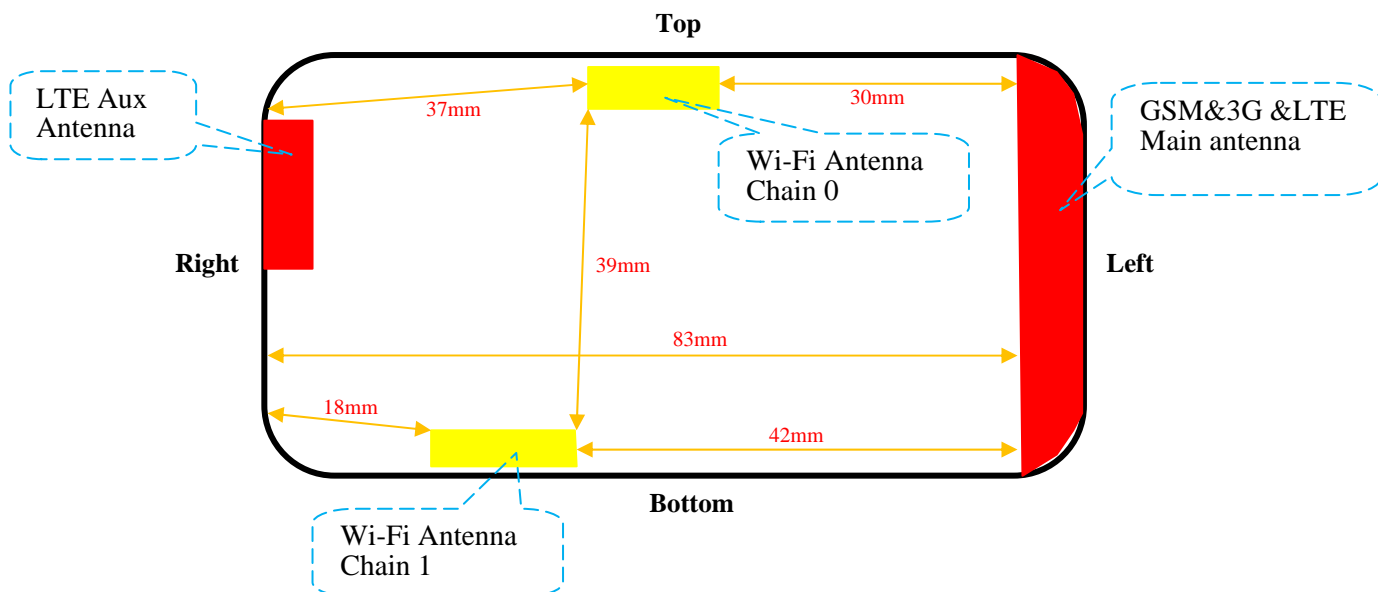 Top
LTE Aux
Antenna
37mm
30mm
GSM&3G &LTE
Main antenna
Wi-Fi Antenna
Chain 0
Right
39mm
Left
83mm
18mm
42mm
Bottom
Wi-Fi Antenna
Chain 1